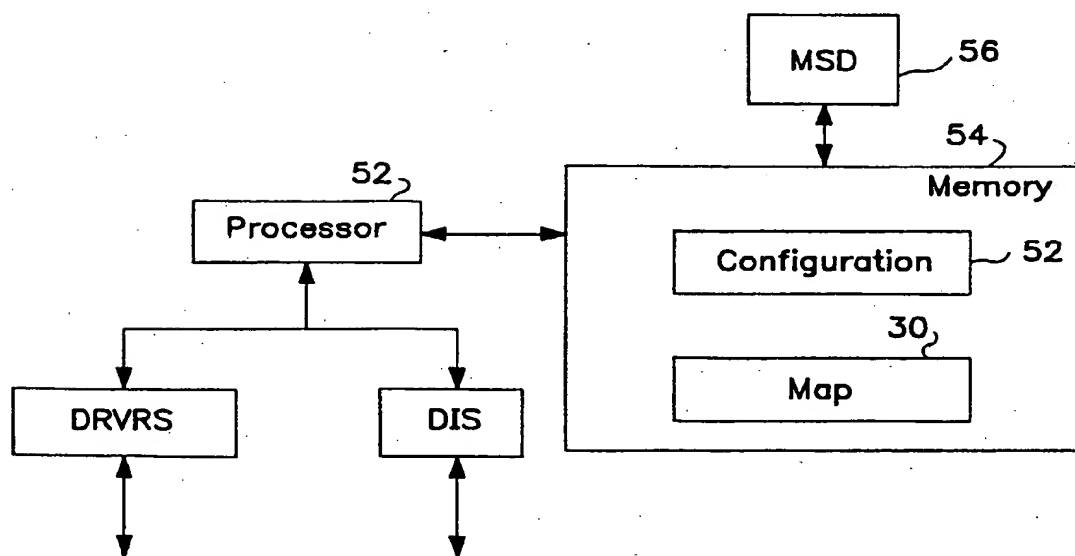 MSD
56
54
Memory
52
Processor
Configuration
52
30
Map
DRVRS
DIS